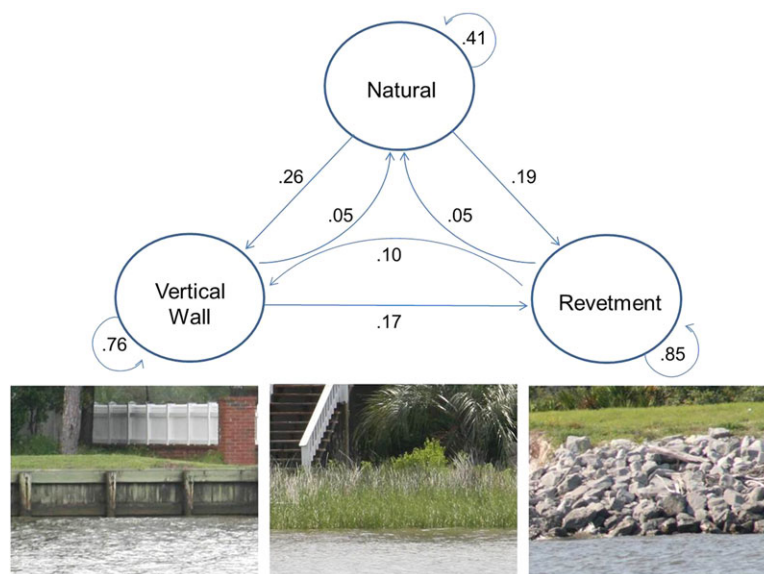 .41
Natural
.26
.19
.05
.05
.10
Vertical
Wall
Revetment
.17
.76
.85